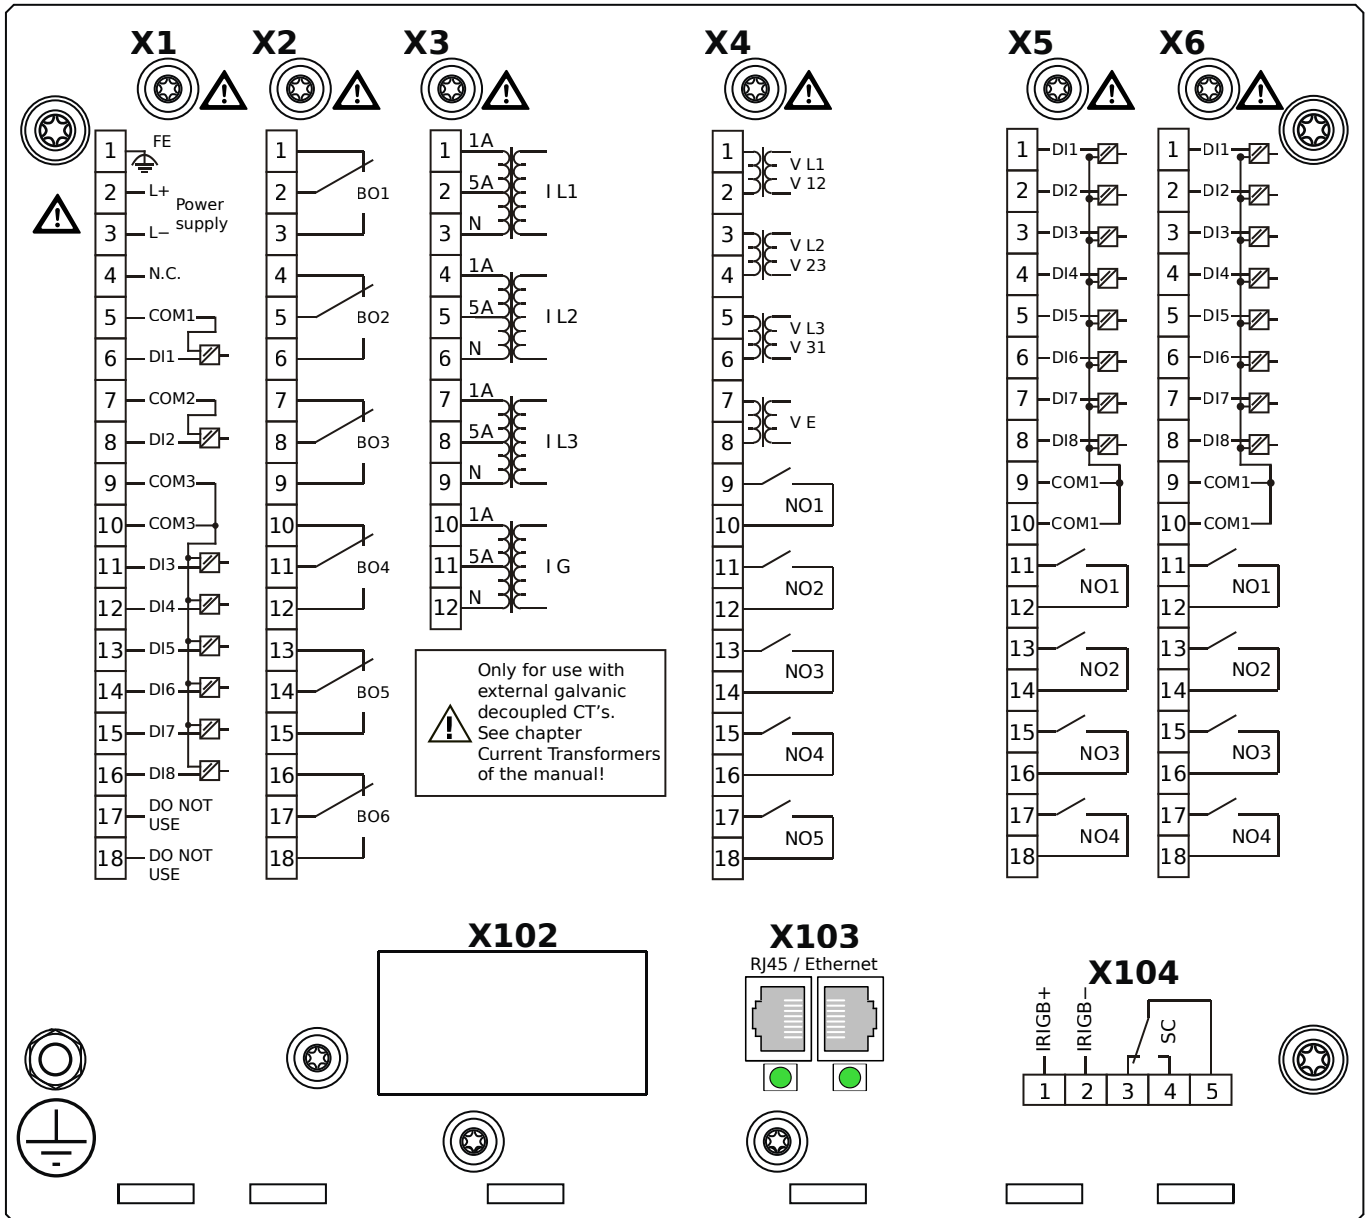 X1 X2 X3 X4 X5 X6
1 FE
2 L+
Power
supply
3 L−
4 N.C.
5 COM1
6 DI1
7 COM2
8 DI2
9 COM3
10 COM3
11 DI3
12 DI4
13 DI5
14 DI6
15 DI7
16 DI8
17 DO NOT
USE
18 DO NOT
USE
1
2 BO1
3
4
5 BO2
6
7
8 BO3
9
10
11 BO4
12
13
14 BO5
15
16
17 BO6
18
1 1A
2 5A I L1
3 N
4 1A
5 5A I L2
6 N
7 1A
8 5A I L3
9 N
10 1A
11 5A I G
12 N
Only for use with
external galvanic
decoupled CT's.
See chapter
Current Transformers
of the manual!
1 V L1
2 V 12
3 V L2
4 V 23
5 V L3
6 V 31
7
V E
8
9
NO1
10
11
NO2
12
13
NO3
14
15
NO4
16
17
NO5
18
1 DI1
2 DI2
3 DI3
4 DI4
5 DI5
6 DI6
7 DI7
8 DI8
9 COM1
10 COM1
11
NO1
12
13
NO2
14
15
NO3
16
17
NO4
18
1 DI1
2 DI2
3 DI3
4 DI4
5 DI5
6 DI6
7 DI7
8 DI8
9 COM1
10 COM1
11
NO1
12
13
NO2
14
15
NO3
16
17
NO4
18
X102
X103
RJ45 / Ethernet
X104
IRIGB+
IRIGB−
SC
1 2 3 4 5